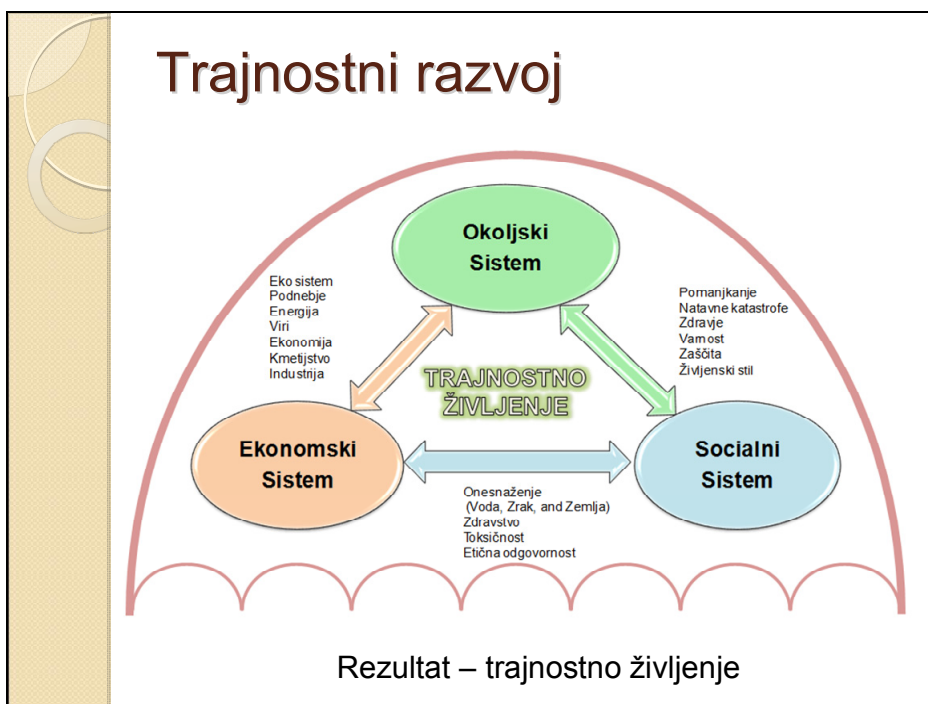 Trajnostni razvoj
Okoljski
Sistem
Eko sistem
Podnebje
Energija
Viri
Ekonomija
Kmetijstvo
Industrija
Pomanjkanje
Natavne katastrofe
Zdravje
Varnost
Zaščita
Življenski stil
TRAJNOSTNO
ŽIVLJENJE
Ekonomski
Sistem
Socialni
Sistem
Onesnaženje
(Voda, Zrak, and Zemlja)
Zdravstvo
Toksičnost
Etična odgovornost
Rezultat – trajnostno življenje